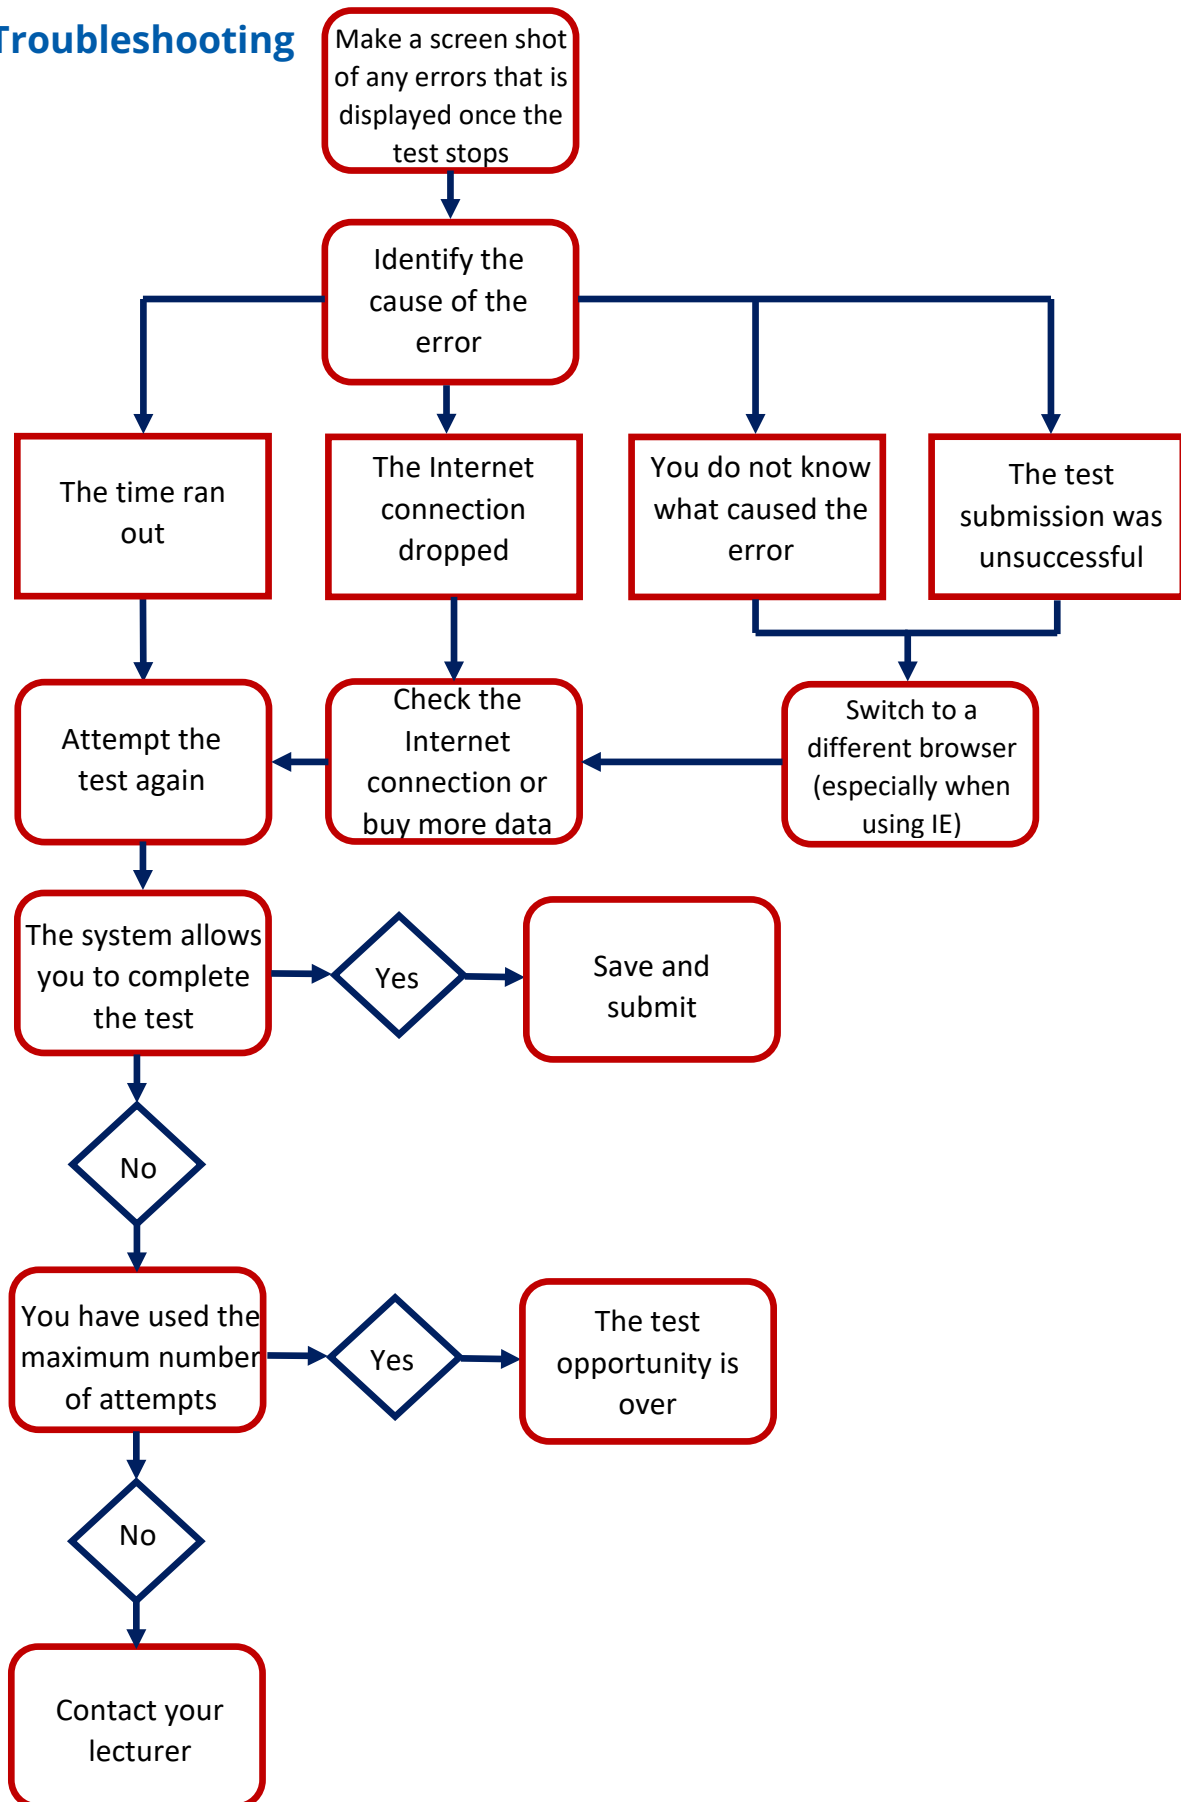 Troubleshooting
Make a screen shot
of any errors that is
displayed once the
test stops
Identify the
cause of the
error
The time ran
out
The Internet
connection
dropped
You do not know
what caused the
error
The test
submission was
unsuccessful
Attempt the
test again
Check the
Internet
connection or
buy more data
Switch to a
different browser
(especially when
using IE)
The system allows
you to complete
the test
Yes
Save and
submit
No
You have used the
maximum number
of attempts
Yes
The test
opportunity is
over
No
Contact your
lecturer